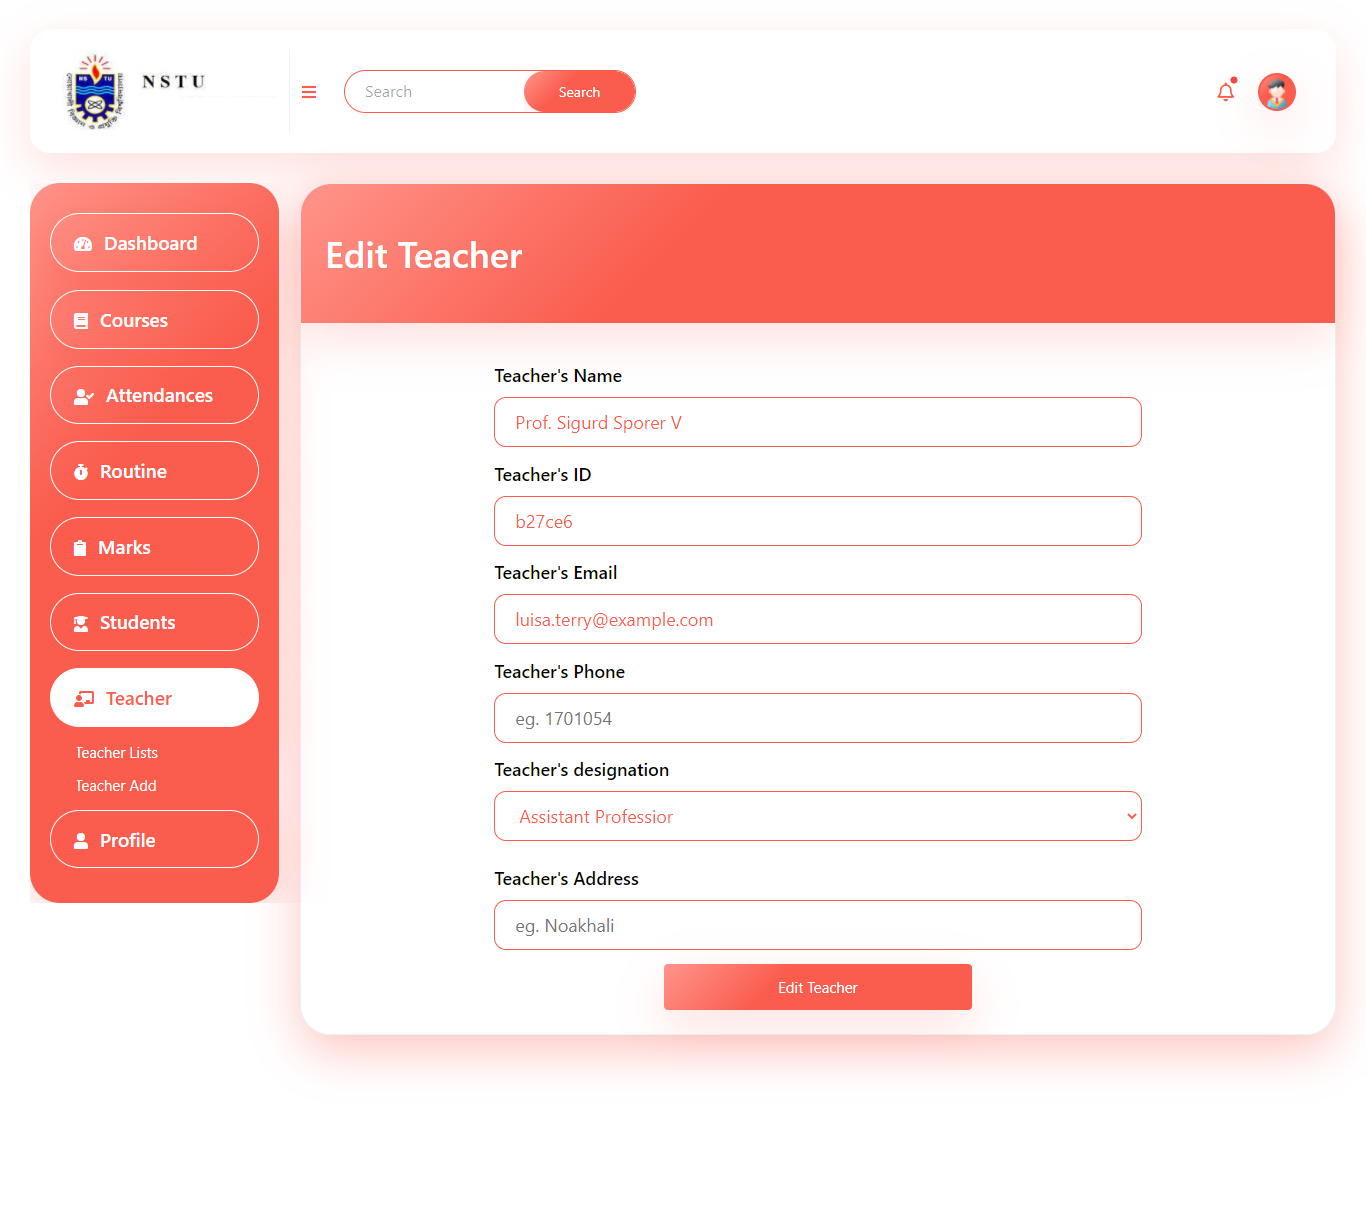 NSTU
Search
Search
Dashboard
Courses
Attendances
Routine
Marks
Students
Teacher
Teacher Lists
Teacher Add
Profile
Edit Teacher
Teacher's Name
Prof. Sigurd Sporer V
Teacher's ID
b27ce6
Teacher's Email
luisa.terry@example.com
Teacher's Phone
eg. 1701054
Teacher's designation
Assistant Professior
Teacher's Address
eg. Noakhali
Edit Teacher